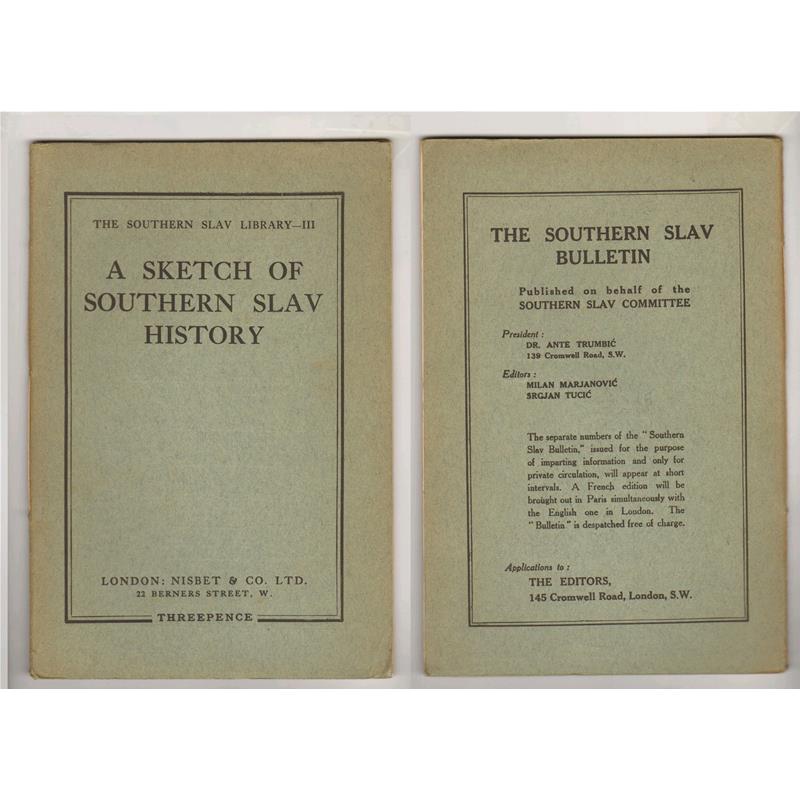 THE SOUTHERN SLAV LIBRARY—III
A SKETCH OF
SOUTHERN SLAV
HISTORY
LONDON: NISBET & CO. LTD.
22 BERNERS STREET, W.
THREEPENCE
THE SOUTHERN SLAV
BULLETIN
Published on behalf of the
SOUTHERN SLAV COMMITTEE
President :
DR. ANTE TRUMBIĆ
139 Cromwell Road, S.W.
Editors :
MILAN MARJANOVIĆ
SRGJAN TUCIĆ
The separate numbers of the "Southern
Slav Bulletin," issued for the purpose
of imparting information and only for
private circulation, will appear at short
intervals. A French edition will be
brought out in Paris simultaneously with
the English one in London. The
"Bulletin" is despatched free of charge.
Applications to :
THE EDITORS,
145 Cromwell Road, London, S.W.